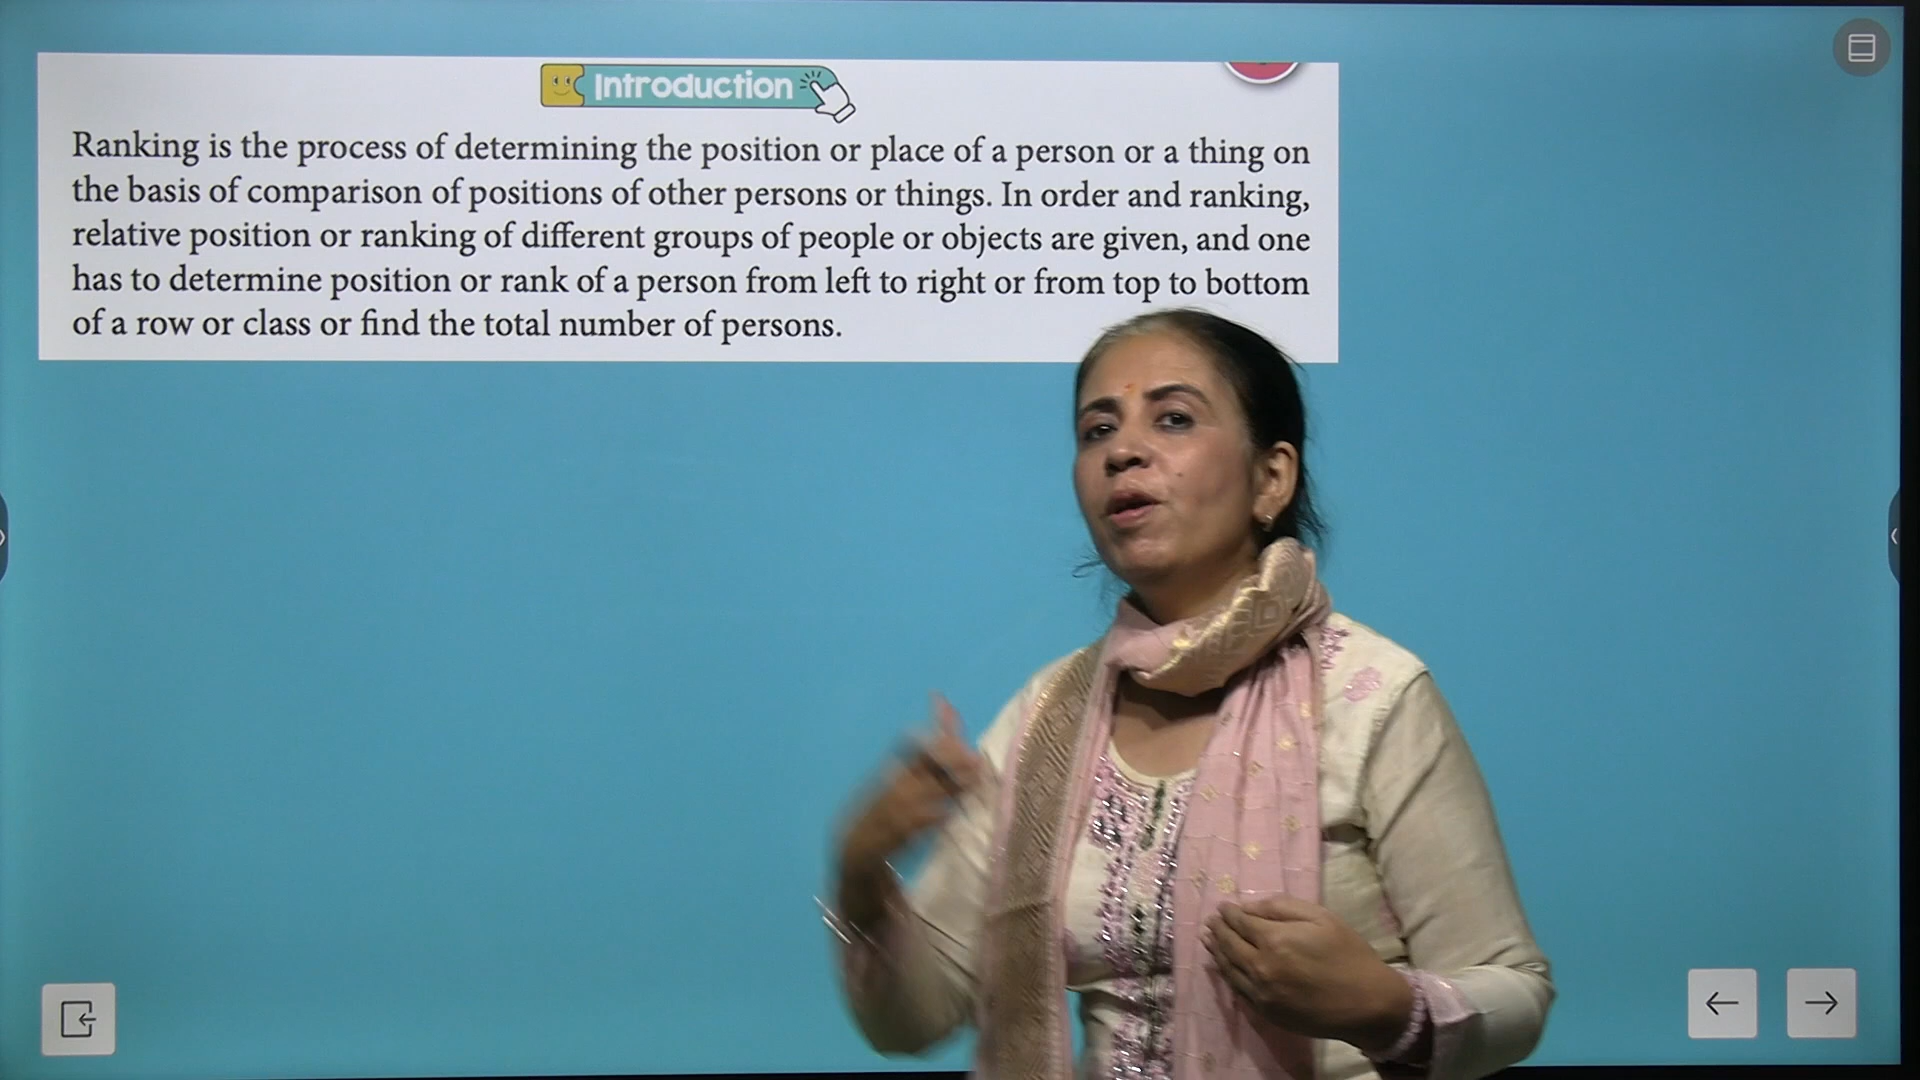 Introduction
Ranking is the process of determining the position or place of a person or a thing on
the basis of comparison of positions of other persons or things. In order and ranking,
relative position or ranking of different groups of people or objects are given, and one
has to determine position or rank of a person from left to right or from top to bottom
of a row or class or find the total number of persons.